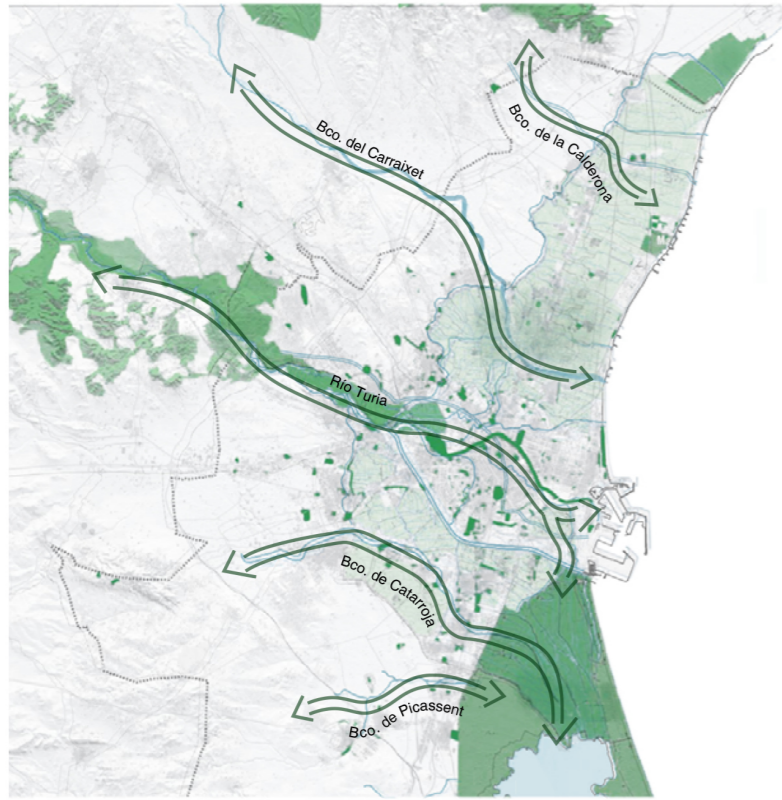 Bco. de la Calderona
Bco. del Carraixet
Río Turia
Bco. de Catarroja
Bco. de Picassent